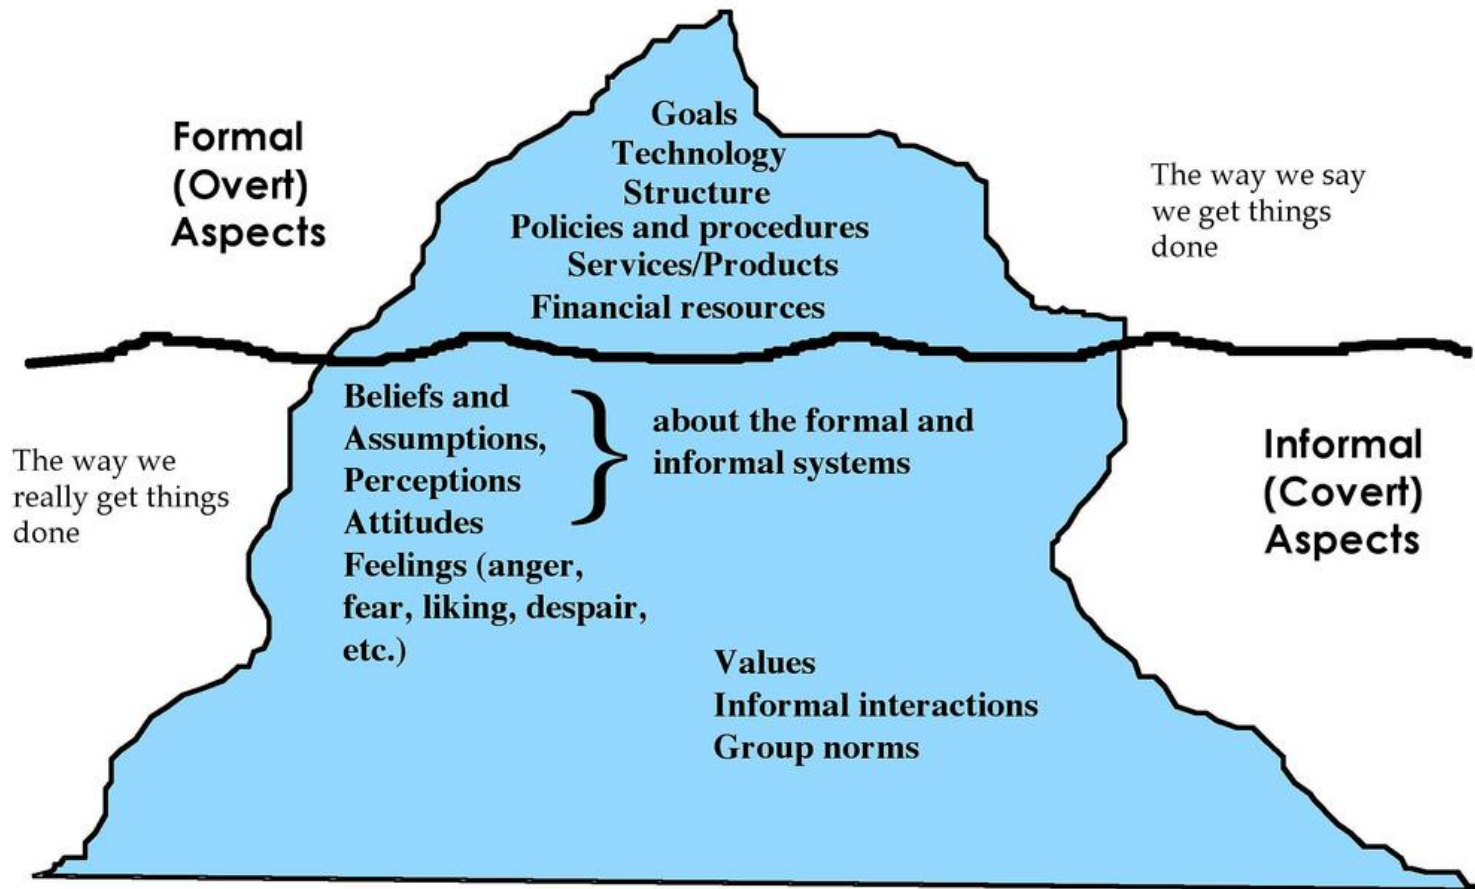 Formal
(Overt)
Aspects
Goals
Technology
Structure
Policies and procedures
Services/Products
Financial resources
The way we say
we get things
done
The way we
really get things
done
Beliefs and
Assumptions,
Perceptions
Attitudes
Feelings (anger,
fear, liking, despair,
etc.)
about the formal and
informal systems
Values
Informal interactions
Group norms
Informal
(Covert)
Aspects